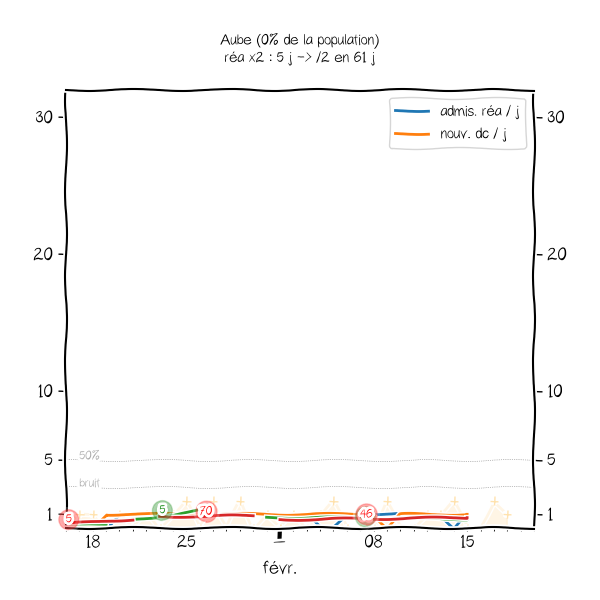 Aube (0% de la population)
réa x2 : 5 j -> /2 en 61 j
admis. réa / j
nouv. dc / j
30 30
20 20
10 10
5 5
50%
bruit
1 1
5 5 70 46
18 25 1 08 15
févr.